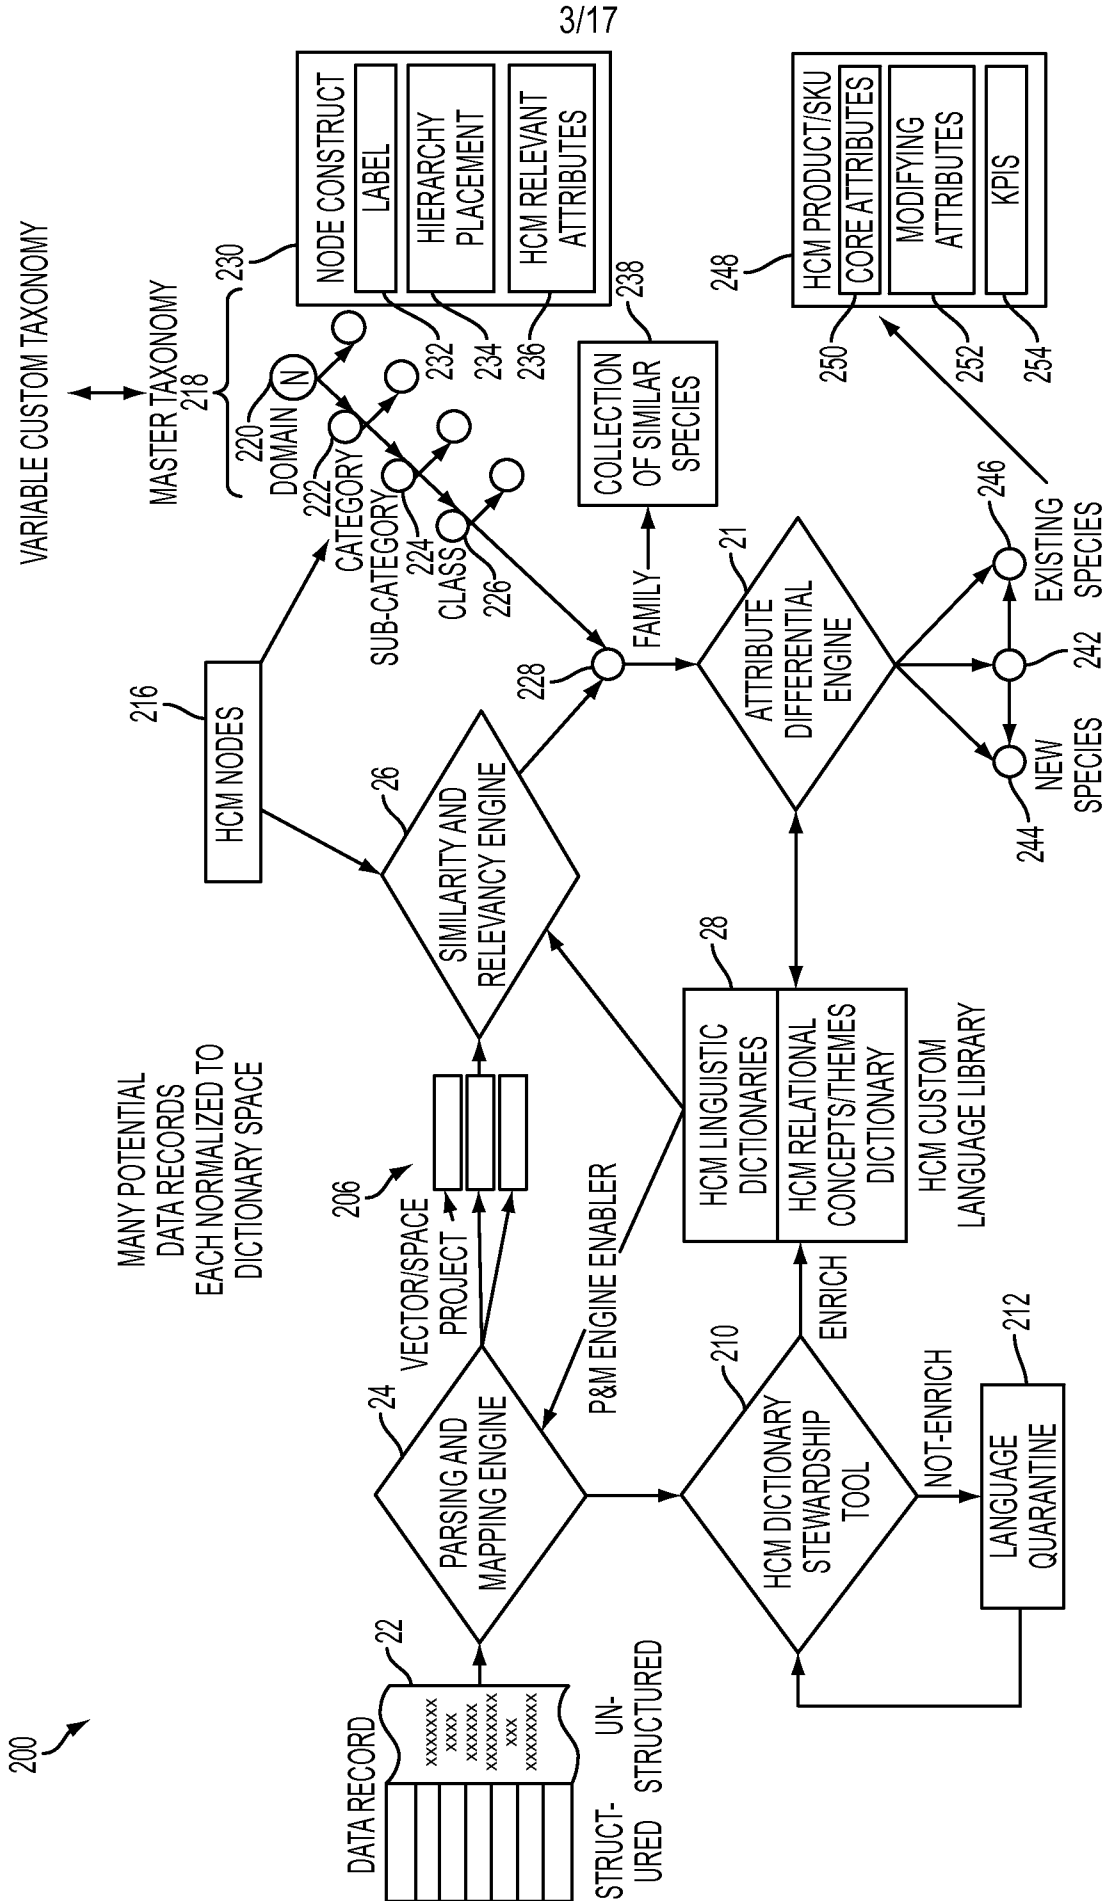 3/17
200
DATA RECORD
22
xxxxxxx
xxxx
xxxxxx
xxxxxxxx
xxx
xxxxxxxx
STRUCT-
URED
UN-
STRUCTURED
24
PARSING AND
MAPPING ENGINE
VECTOR/SPACE
PROJECT
206
MANY POTENTIAL
DATA RECORDS
EACH NORMALIZED TO
DICTIONARY SPACE
P&M ENGINE ENABLER
210
HCM DICTIONARY
STEWARDSHIP
TOOL
ENRICH
NOT-ENRICH
212
LANGUAGE
QUARANTINE
28
HCM LINGUISTIC
DICTIONARIES
HCM RELATIONAL
CONCEPTS/THEMES
DICTIONARY
HCM CUSTOM
LANGUAGE LIBRARY
26
SIMILARITY AND
RELEVANCY ENGINE
216
HCM NODES
VARIABLE CUSTOM TAXONOMY
MASTER TAXONOMY
218
220
N
DOMAIN
222
CATEGORY
SUB-CATEGORY
224
CLASS
226
228
FAMILY
230
NODE CONSTRUCT
LABEL
232
HIERARCHY
PLACEMENT
234
HCM RELEVANT
ATTRIBUTES
236
238
COLLECTION
OF SIMILAR
SPECIES
21
ATTRIBUTE
DIFFERENTIAL
ENGINE
244
NEW
SPECIES
242
246
EXISTING
SPECIES
248
HCM PRODUCT/SKU
CORE ATTRIBUTES
250
MODIFYING
ATTRIBUTES
252
KPIS
254